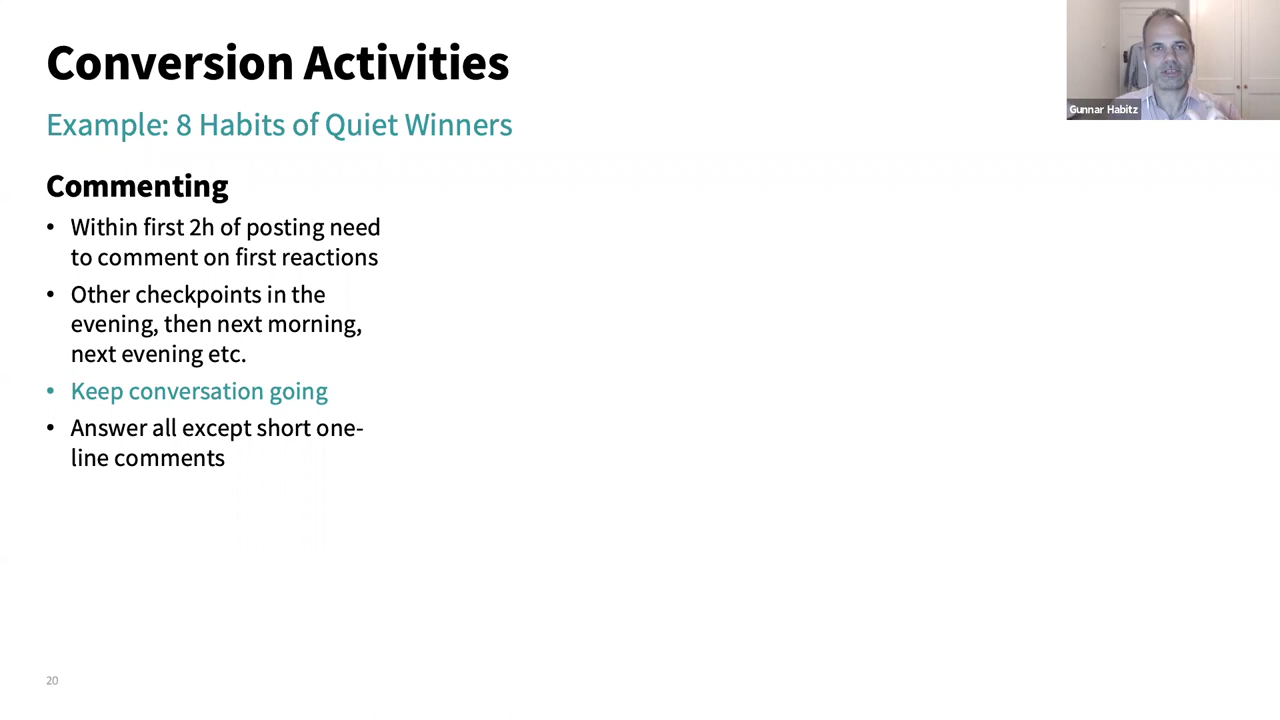 Conversion Activities
Example: 8 Habits of Quiet Winners
Commenting
• Within first 2h of posting need
to comment on first reactions
• Other checkpoints in the
evening, then next morning,
next evening etc.
• Keep conversation going
• Answer all except short one-
line comments
20
Gunnar Habitz